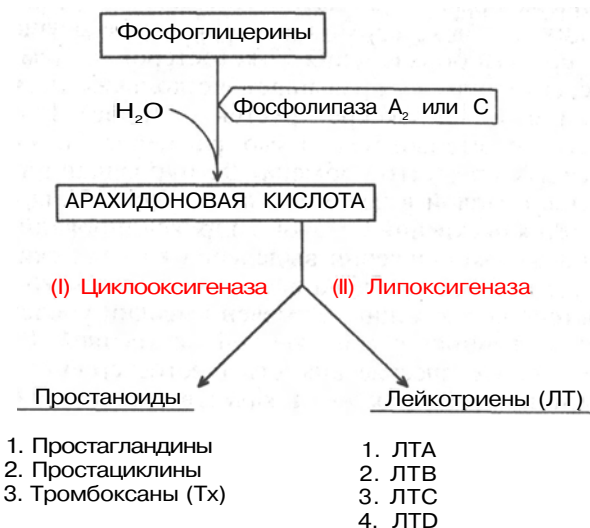 Фосфоглицерины
H₂O
Фосфолипаза A₂ или C
АРАХИДОНОВАЯ КИСЛОТА
(I) Циклооксигеназа (II) Липоксигеназа
Простаноиды Лейкотриены (ЛТ)
1. Простагландины
2. Простациклины
3. Тромбоксаны (Тх)
1. ЛТА
2. ЛТВ
3. ЛТС
4. ЛТD